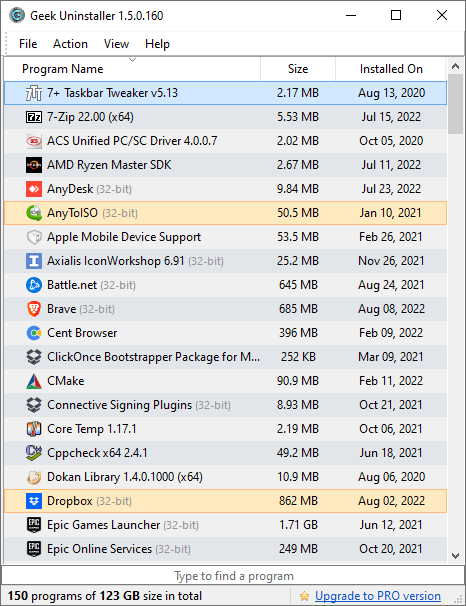 Geek Uninstaller 1.5.0.160
File Action View Help
Program Name Size Installed On
7+ Taskbar Tweaker v5.13 2.17 MB Aug 13, 2020
7-Zip 22.00 (x64) 5.53 MB Jul 15, 2022
ACS Unified PC/SC Driver 4.0.0.7 2.02 MB Oct 05, 2020
AMD Ryzen Master SDK 2.67 MB Jul 11, 2022
AnyDesk (32-bit) 9.84 MB Jul 23, 2022
AnyToISO (32-bit) 50.5 MB Jan 10, 2021
Apple Mobile Device Support 53.5 MB Feb 26, 2021
Axialis IconWorkshop 6.91 (32-bit) 25.2 MB Nov 26, 2021
Battle.net (32-bit) 645 MB Aug 24, 2021
Brave (32-bit) 685 MB Aug 08, 2022
Cent Browser 396 MB Feb 09, 2022
ClickOnce Bootstrapper Package for M... 252 KB Mar 09, 2021
CMake 90.9 MB Feb 11, 2022
Connective Signing Plugins (32-bit) 8.93 MB Oct 21, 2021
Core Temp 1.17.1 2.19 MB Oct 06, 2021
Cppcheck x64 2.4.1 49.2 MB Jun 18, 2021
Dokan Library 1.4.0.1000 (x64) 10.9 MB Aug 06, 2020
Dropbox (32-bit) 862 MB Aug 02, 2022
Epic Games Launcher (32-bit) 1.71 GB Jun 12, 2021
Epic Online Services (32-bit) 249 MB Oct 20, 2021
Type to find a program
150 programs of 123 GB size in total Upgrade to PRO version